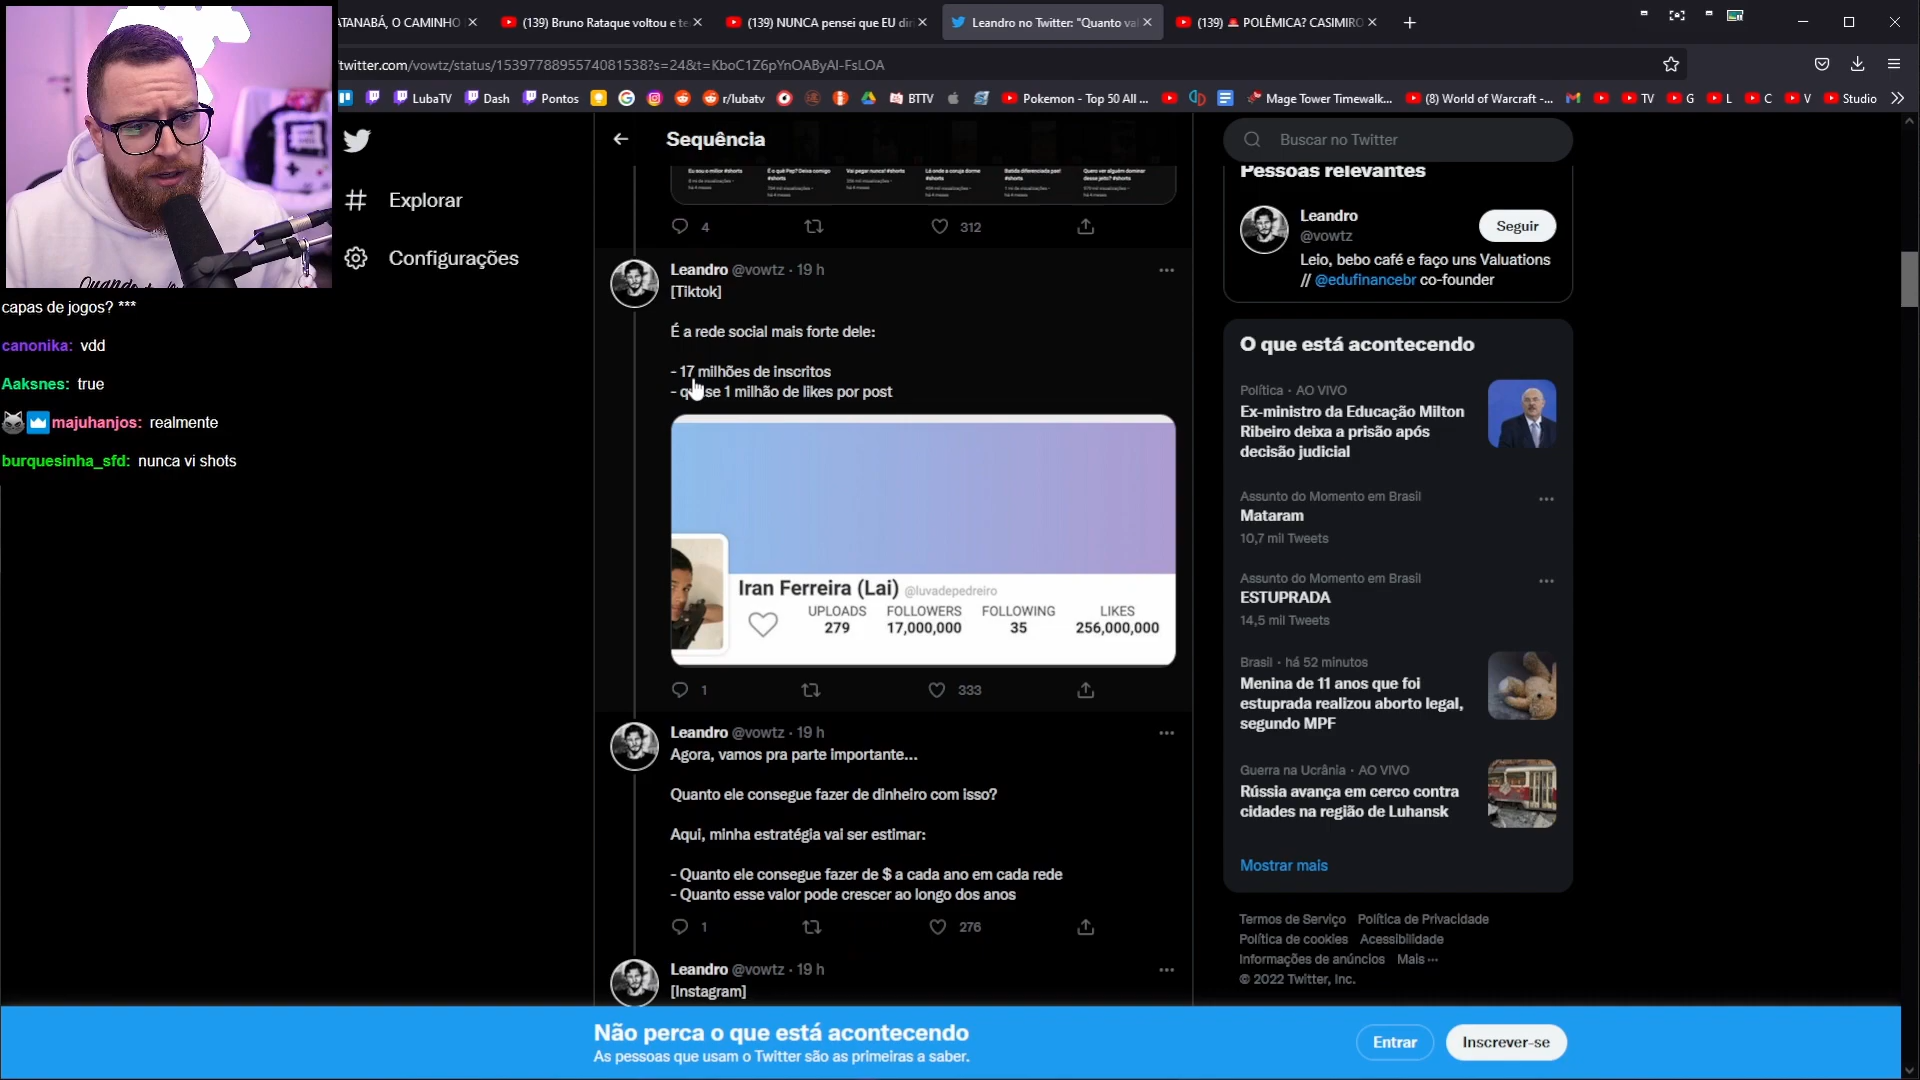 ATANABÁ, O CAMINHO
(139) Bruno Rataque voltou e te
(139) NUNCA pensei que EU di
Leandro no Twitter: "Quanto va
(139) 🚨 POLÊMICA? CASIMIRO
twitter.com/vowtz/status/1539778895574081538?s=24&t=KboC1Z6pYnOAByAI-FsLOA
LubaTV
Dash
Pontos
r/lubatv
BTTV
Pokemon - Top 50 All ...
Mage Tower Timewalk...
(8) World of Warcraft -...
TV
G
L
C
V
Studio
Explorar
Configurações
capas de jogos? ***
canonika: vdd
Aaksnes: true
majuhanjos: realmente
burquesinha_sfd: nunca vi shots
Sequência
4
312
Leandro @vowtz · 19 h
[Tiktok]
É a rede social mais forte dele:
- 17 milhões de inscritos
- quase 1 milhão de likes por post
Iran Ferreira (Lai) @luvadepedreiro
UPLOADS FOLLOWERS FOLLOWING LIKES
279 17,000,000 35 256,000,000
1
333
Leandro @vowtz · 19 h
Agora, vamos pra parte importante...
Quanto ele consegue fazer de dinheiro com isso?
Aqui, minha estratégia vai ser estimar:
- Quanto ele consegue fazer de $ a cada ano em cada rede
- Quanto esse valor pode crescer ao longo dos anos
1
276
Leandro @vowtz · 19 h
[Instagram]
Buscar no Twitter
Pessoas relevantes
Leandro
@vowtz
Seguir
Leio, bebo café e faço uns Valuations
// @edufinancebr co-founder
O que está acontecendo
Política · AO VIVO
Ex-ministro da Educação Milton
Ribeiro deixa a prisão após
decisão judicial
Assunto do Momento em Brasil
Mataram
10,7 mil Tweets
Assunto do Momento em Brasil
ESTUPRADA
14,5 mil Tweets
Brasil · há 52 minutos
Menina de 11 anos que foi
estuprada realizou aborto legal,
segundo MPF
Guerra na Ucrânia · AO VIVO
Rússia avança em cerco contra
cidades na região de Luhansk
Mostrar mais
Termos de Serviço Política de Privacidade
Política de cookies Acessibilidade
Informações de anúncios Mais ···
© 2022 Twitter, Inc.
Não perca o que está acontecendo
As pessoas que usam o Twitter são as primeiras a saber.
Entrar
Inscrever-se